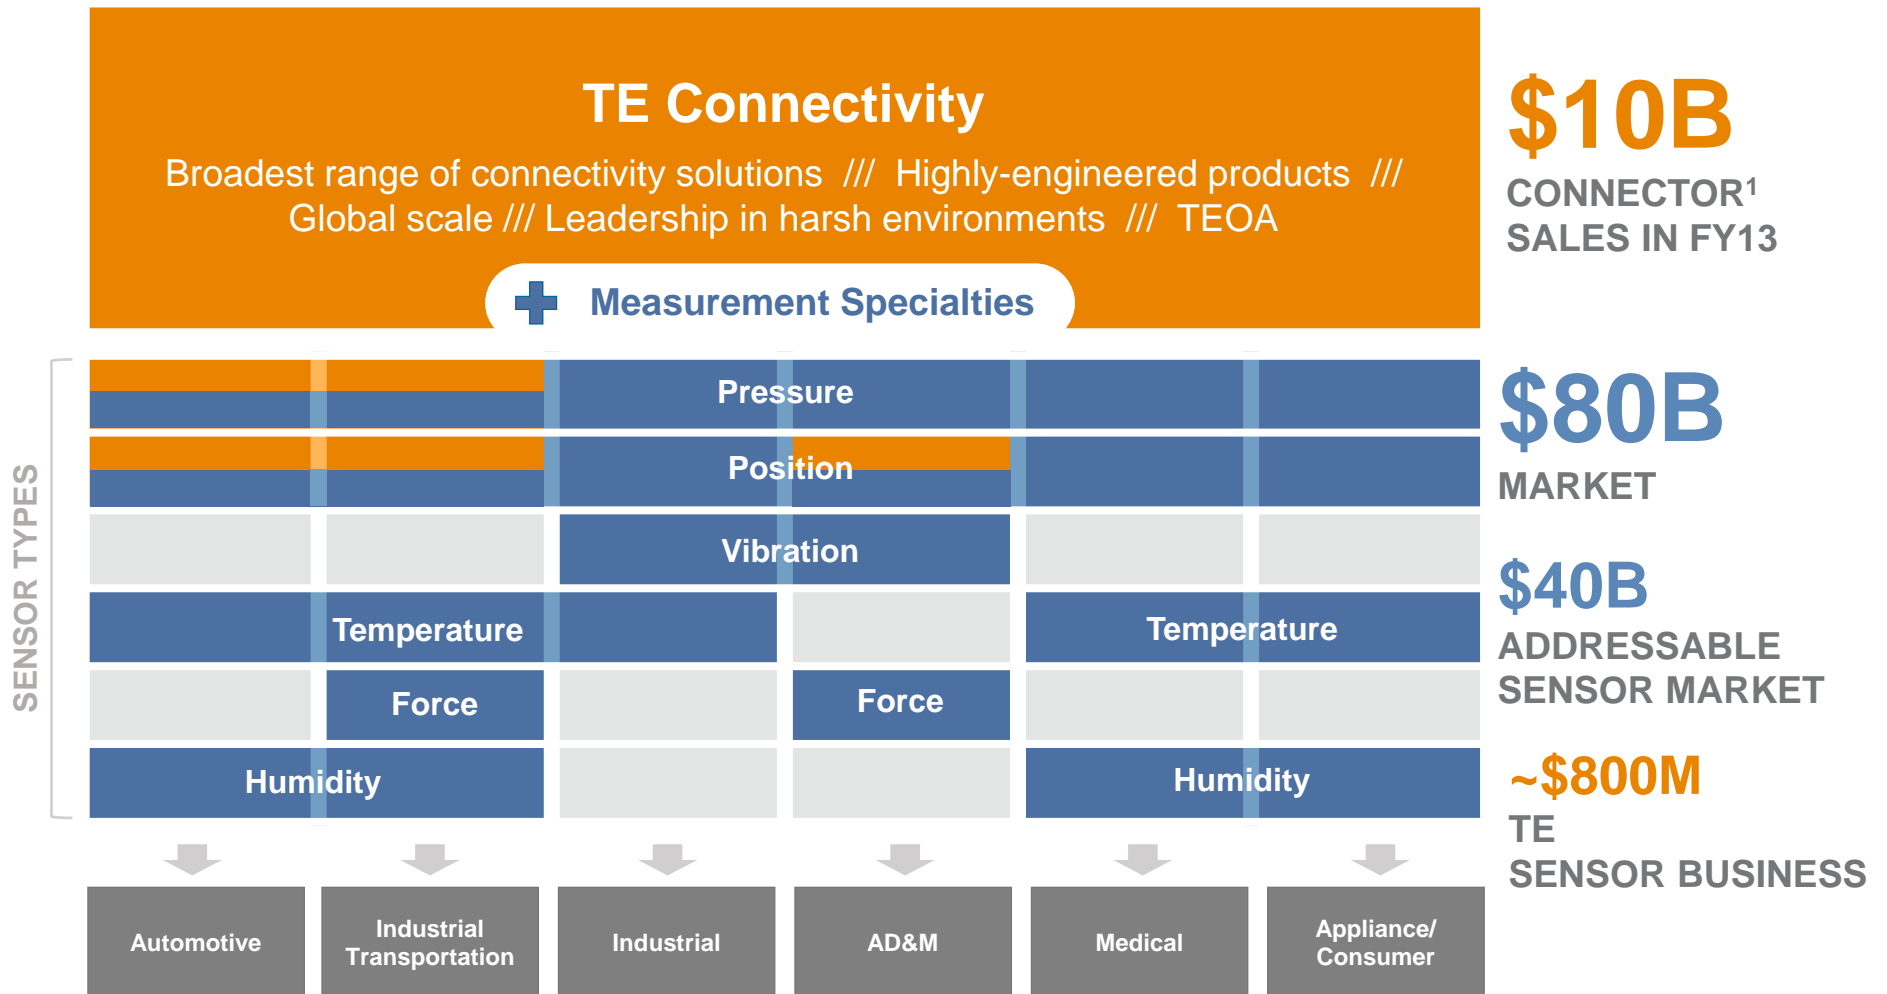 TE Connectivity
Broadest range of connectivity solutions /// Highly-engineered products ///
Global scale /// Leadership in harsh environments /// TEOA
Measurement Specialties
$10B
CONNECTOR¹
SALES IN FY13
SENSOR TYPES
Pressure
Position
Vibration
Temperature
Temperature
Force
Force
Humidity
Humidity
$80B
MARKET
$40B
ADDRESSABLE
SENSOR MARKET
~$800M
TE
SENSOR BUSINESS
Automotive
Industrial
Transportation
Industrial
AD&M
Medical
Appliance/
Consumer